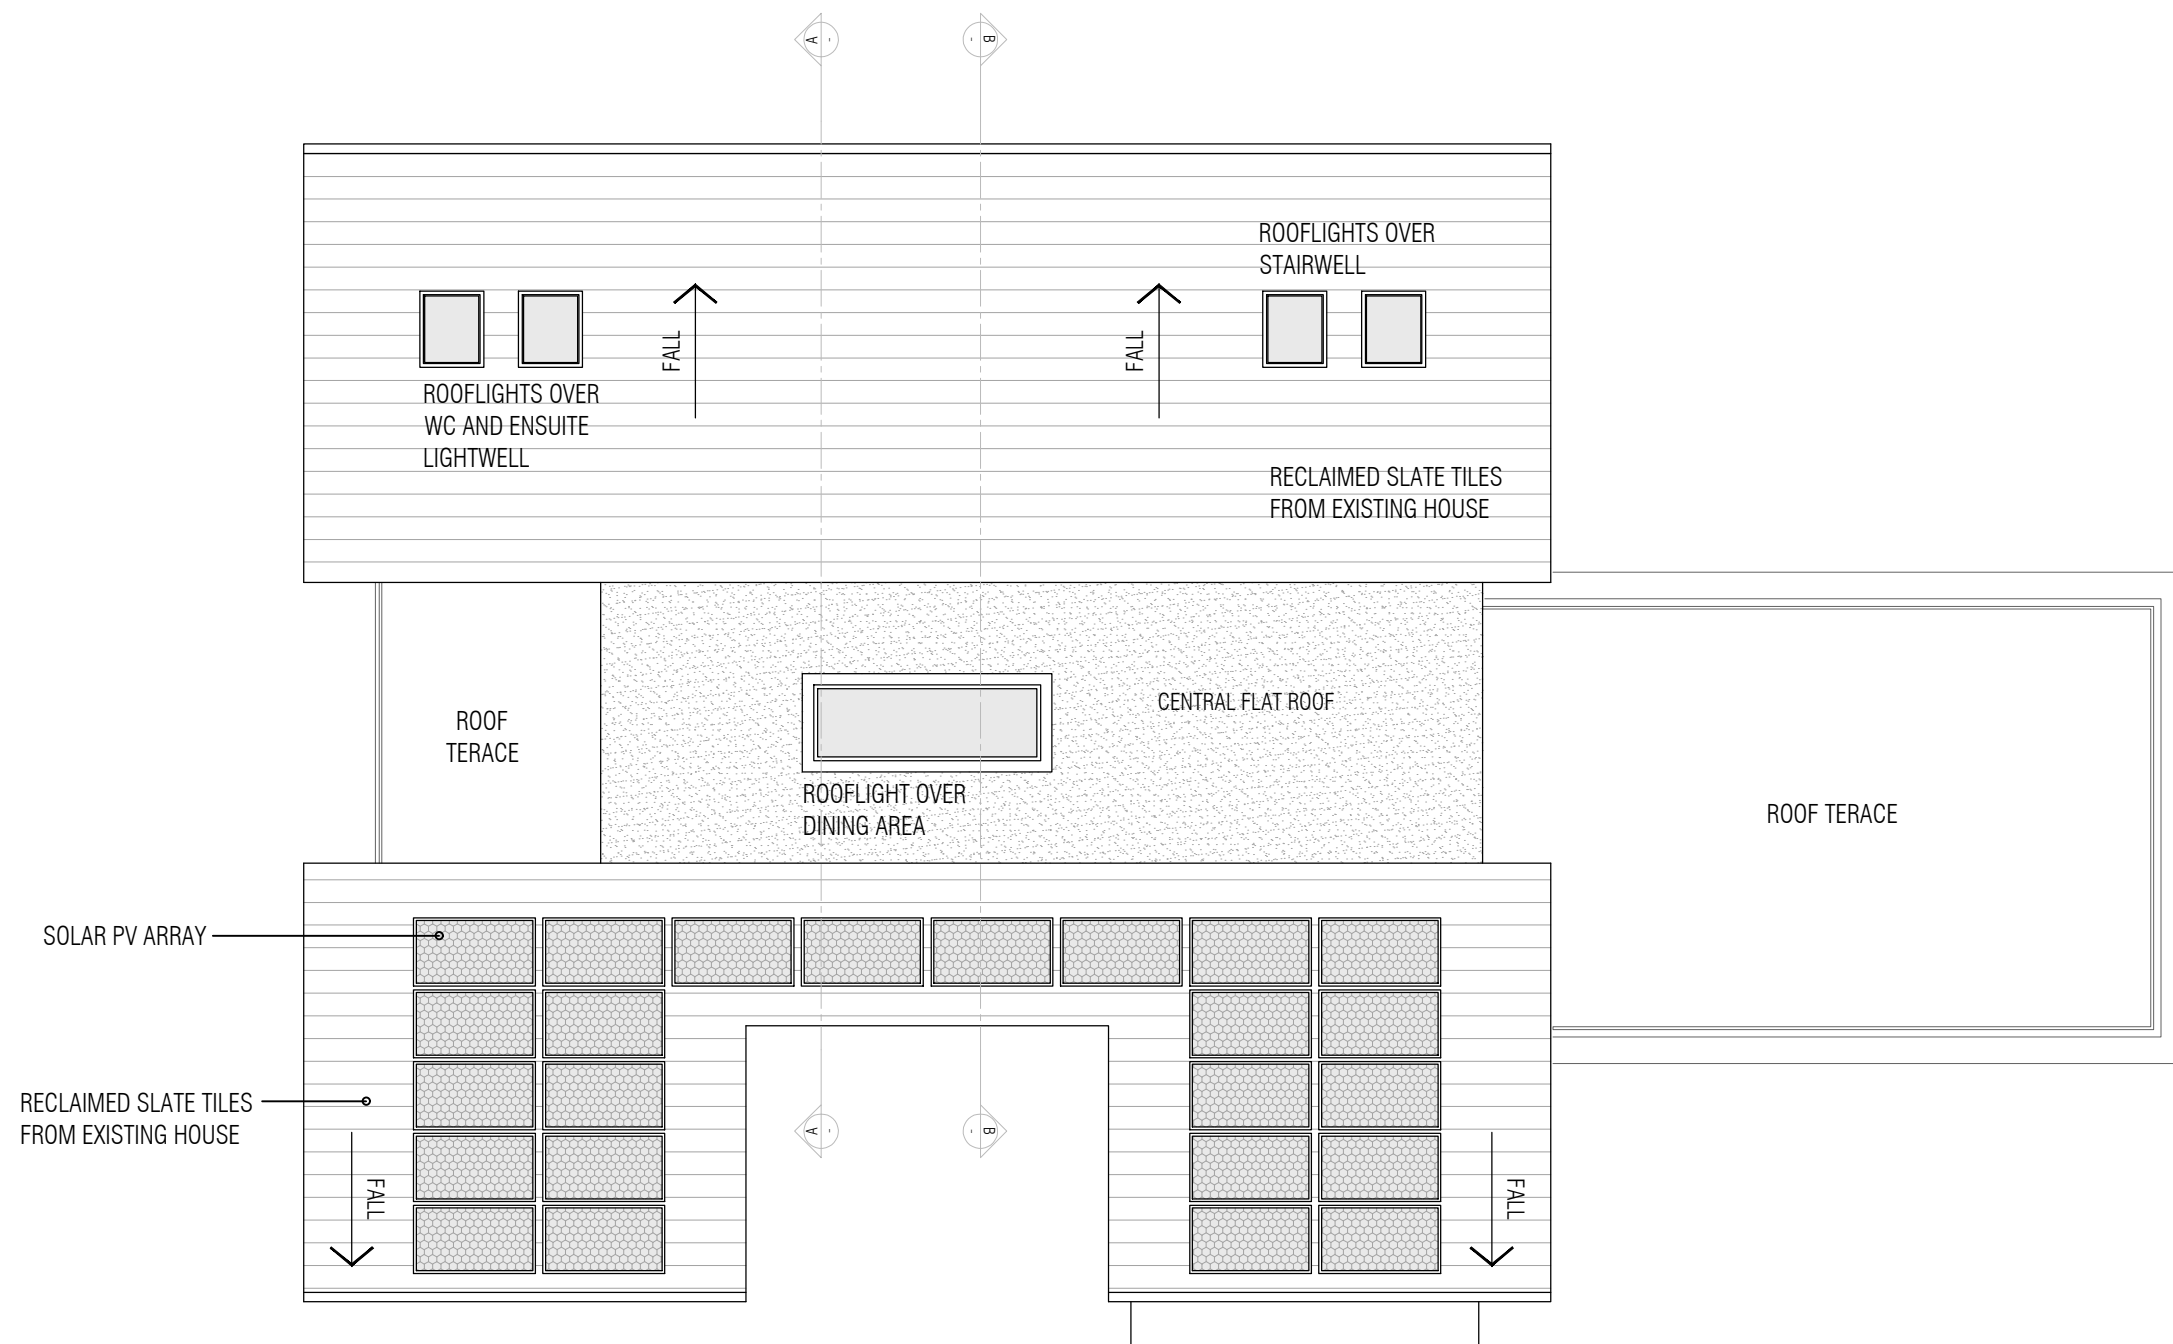 A -
- B
ROOFLIGHTS OVER
STAIRWELL
FALL
FALL
ROOFLIGHTS OVER
WC AND ENSUITE
LIGHTWELL
RECLAIMED SLATE TILES
FROM EXISTING HOUSE
ROOF
TERACE
CENTRAL FLAT ROOF
ROOFLIGHT OVER
DINING AREA
ROOF TERACE
SOLAR PV ARRAY
RECLAIMED SLATE TILES
FROM EXISTING HOUSE
A -
- B
FALL
FALL